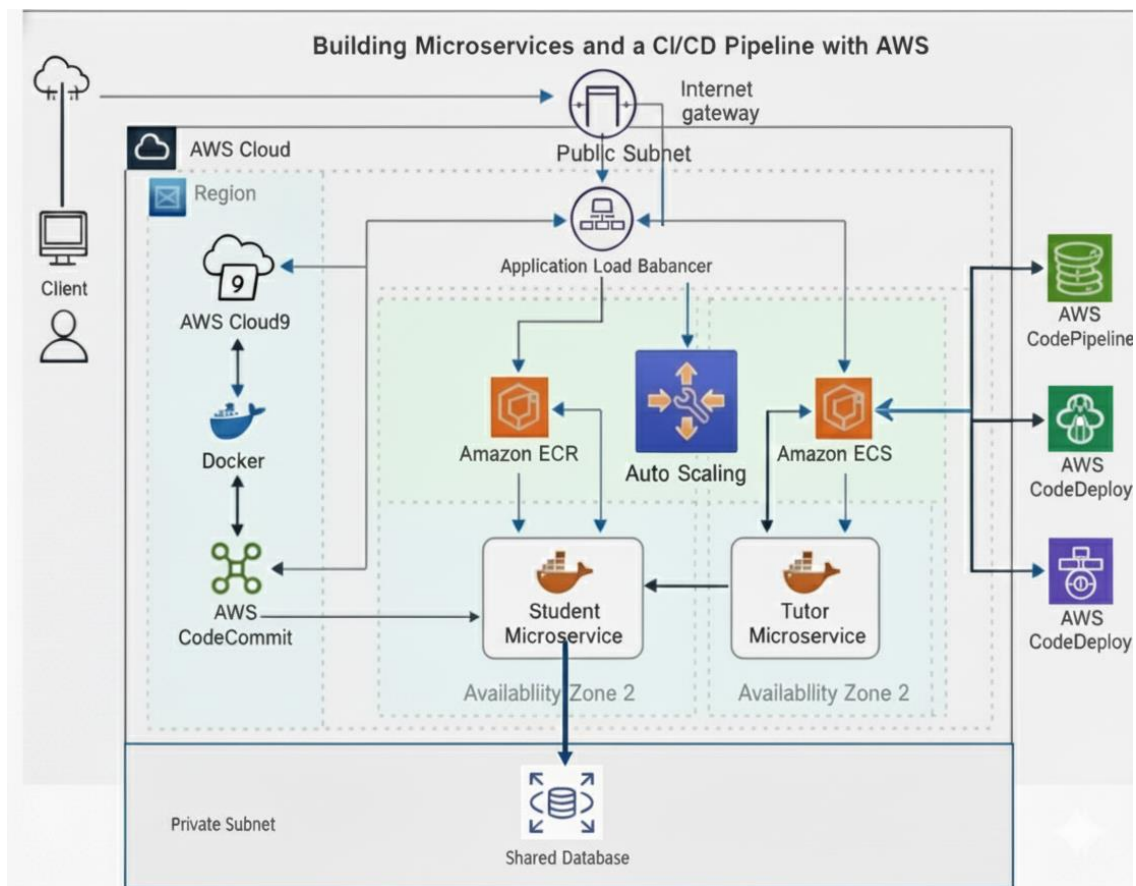 Building Microservices and a CI/CD Pipeline with AWS
Internet
gateway
Public Subnet
AWS Cloud
Region
Client
9
AWS Cloud9
Docker
AWS
CodeCommit
Application Load Babancer
Amazon ECR
Auto Scaling
Amazon ECS
Student
Microservice
Tutor
Microservice
Availabllity Zone 2
Availabllity Zone 2
AWS
CodePipeline
AWS
CodeDeploy
AWS
CodeDeploy
Private Subnet
Shared Database